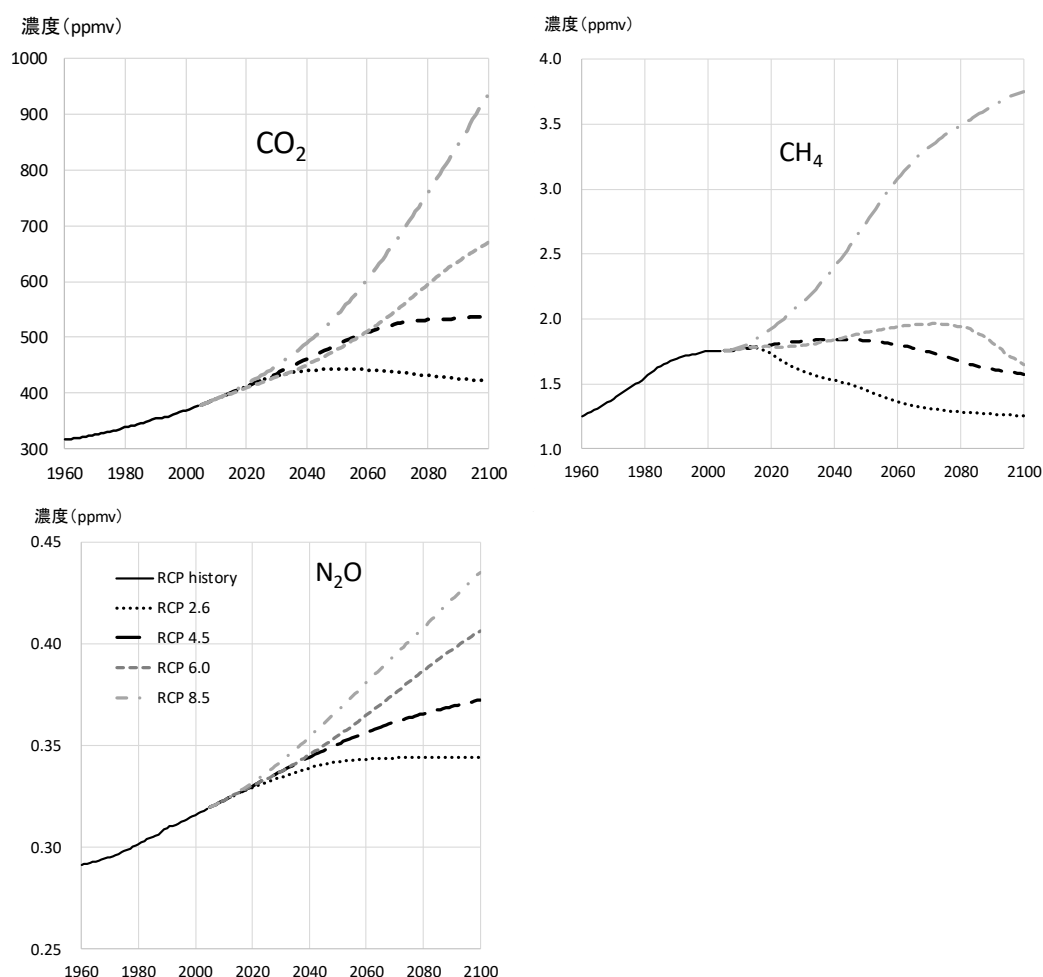 濃度(ppmv)
1000
900
800
700
600
500
400
300
CO₂
1960 1980 2000 2020 2040 2060 2080 2100
濃度(ppmv)
4.0
3.5
3.0
2.5
2.0
1.5
1.0
CH₄
1960 1980 2000 2020 2040 2060 2080 2100
濃度(ppmv)
0.45
0.40
0.35
0.30
0.25
N₂O
RCP history
RCP 2.6
RCP 4.5
RCP 6.0
RCP 8.5
1960 1980 2000 2020 2040 2060 2080 2100